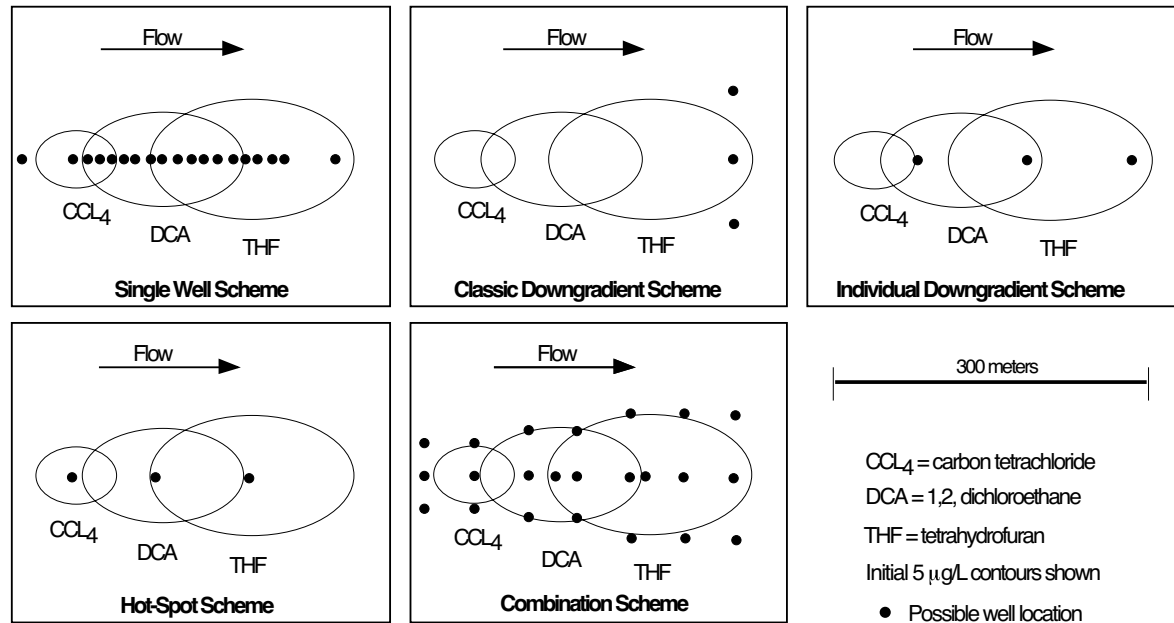 Flow
CCL4
DCA
THF
Single Well Scheme
Flow
CCL4
DCA
THF
Classic Downgradient Scheme
Flow
CCL4
DCA
THF
Individual Downgradient Scheme
Flow
CCL4
DCA
THF
Hot-Spot Scheme
Flow
CCL4
DCA
THF
Combination Scheme
300 meters
CCL4 = carbon tetrachloride
DCA = 1,2, dichloroethane
THF = tetrahydrofuran
Initial 5 μg/L contours shown
● Possible well location